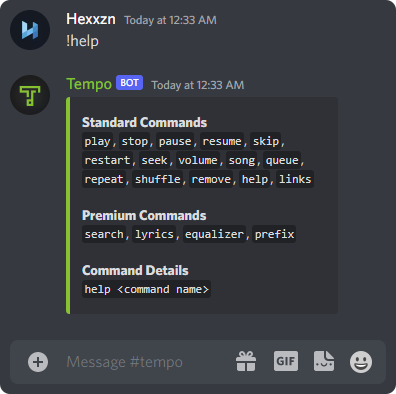 Hexxzn Today at 12:33 AM
!help
Tempo BOT Today at 12:33 AM
Standard Commands
play, stop, pause, resume, skip,
restart, seek, volume, song, queue,
repeat, shuffle, remove, help, links
Premium Commands
search, lyrics, equalizer, prefix
Command Details
help <command name>
Message #tempo GIF